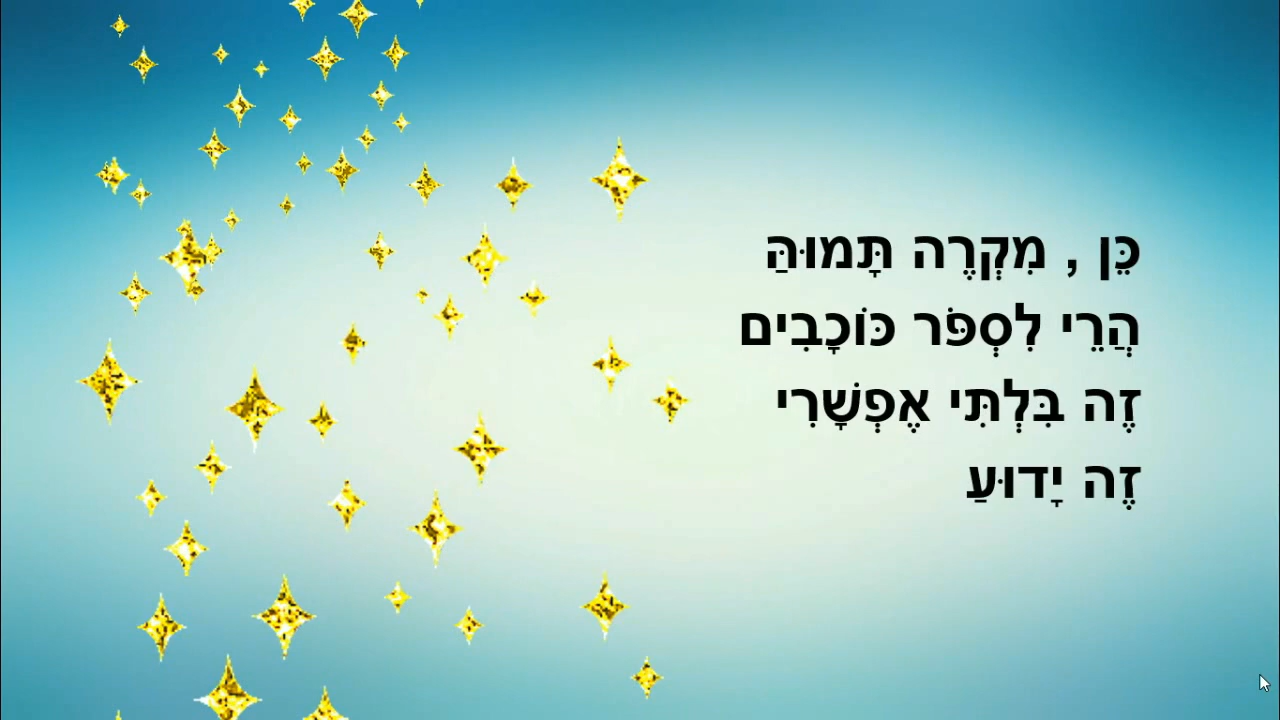 כֵּן , מִקְרֶה תָּמוּהַּ
הֲרֵי לִסְפֹּר כּוֹכָבִים
זֶה בִּלְתִּי אֶפְשָׁרִי
זֶה יָדוּעַ